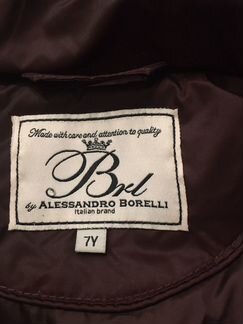 Made with care and attention to quality
Brl
by ALESSANDRO BORELLI
Italian brand
7Y